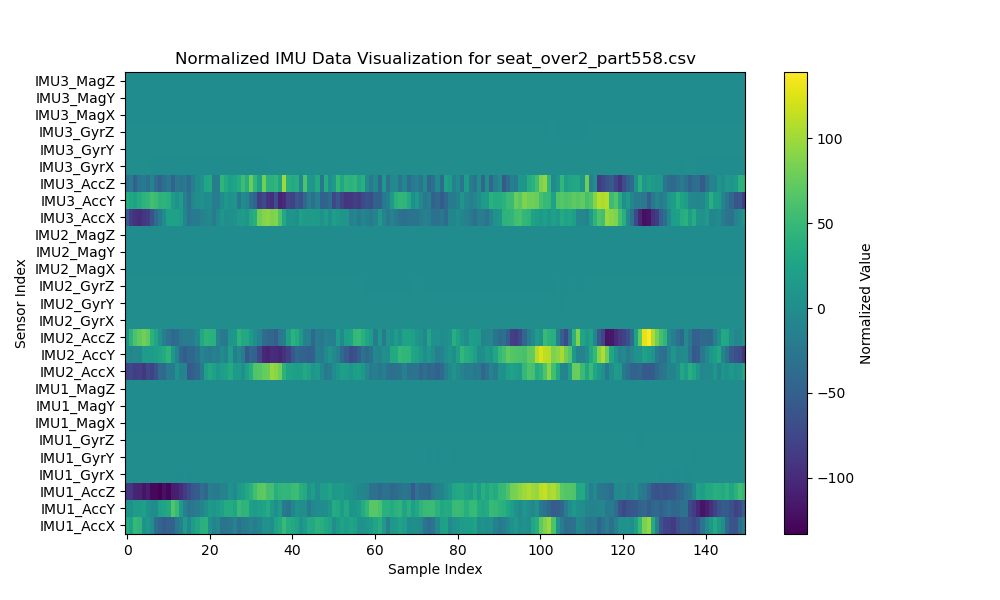 Normalized IMU Data Visualization for seat_over2_part558.csv
IMU3_MagZ
IMU3_MagY
IMU3_MagX
IMU3_GyrZ
IMU3_GyrY
IMU3_GyrX
IMU3_AccZ
IMU3_AccY
IMU3_AccX
IMU2_MagZ
IMU2_MagY
IMU2_MagX
IMU2_GyrZ
IMU2_GyrY
IMU2_GyrX
IMU2_AccZ
IMU2_AccY
IMU2_AccX
IMU1_MagZ
IMU1_MagY
IMU1_MagX
IMU1_GyrZ
IMU1_GyrY
IMU1_GyrX
IMU1_AccZ
IMU1_AccY
IMU1_AccX
Sensor Index
0 20 40 60 80 100 120 140
Sample Index
100
50
0
−50
−100
Normalized Value